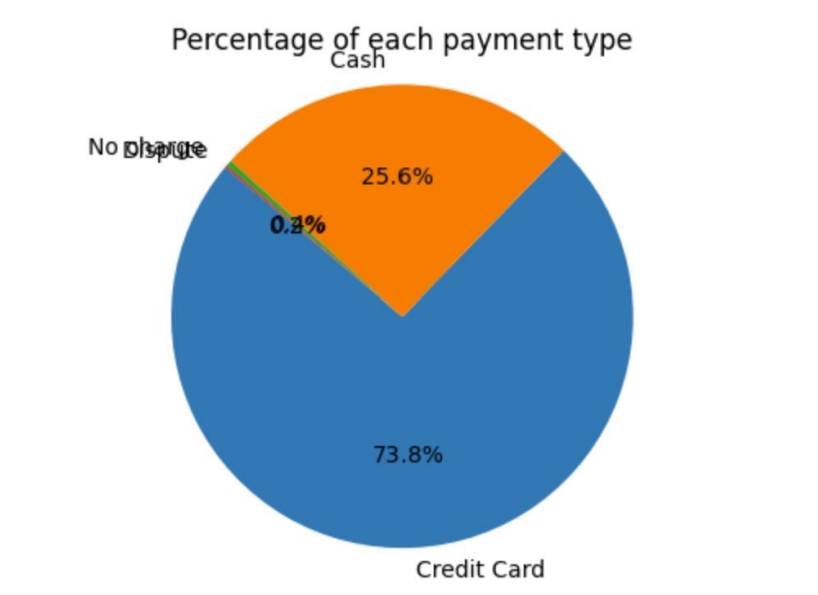 Percentage of each payment type
Cash
No charge
Dispute
25.6%
73.8%
Credit Card